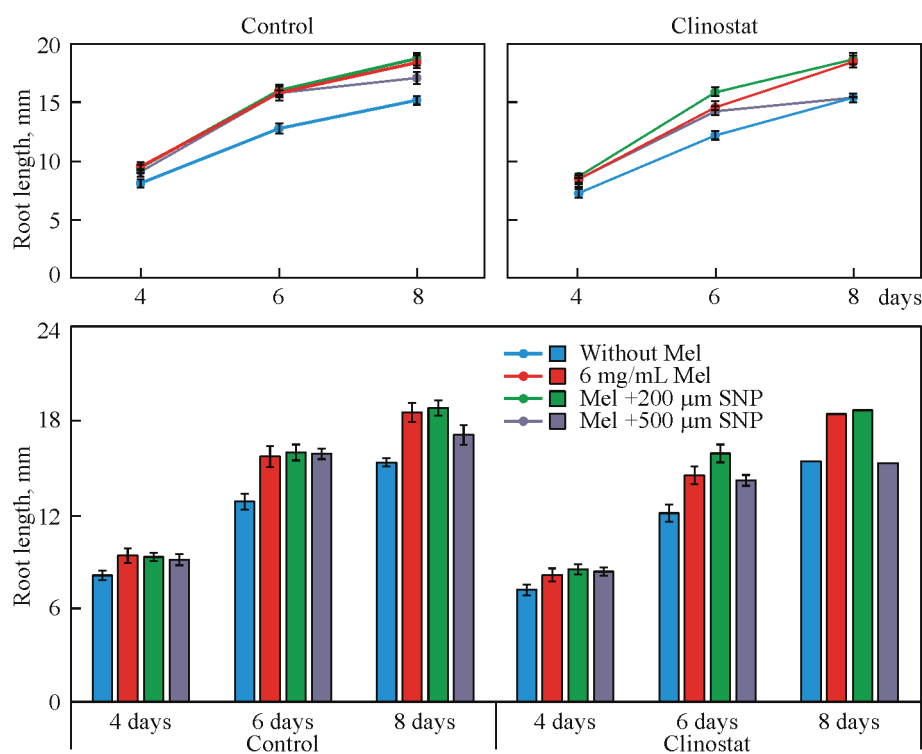 Control
Clinostat
Root length, mm
20
15
10
5
0
4
6
8
4
6
8
days
Root length, mm
24
18
12
6
0
Without Mel
6 mg/mL Mel
Mel +200 μm SNP
Mel +500 μm SNP
4 days
6 days
8 days
4 days
6 days
8 days
Control
Clinostat